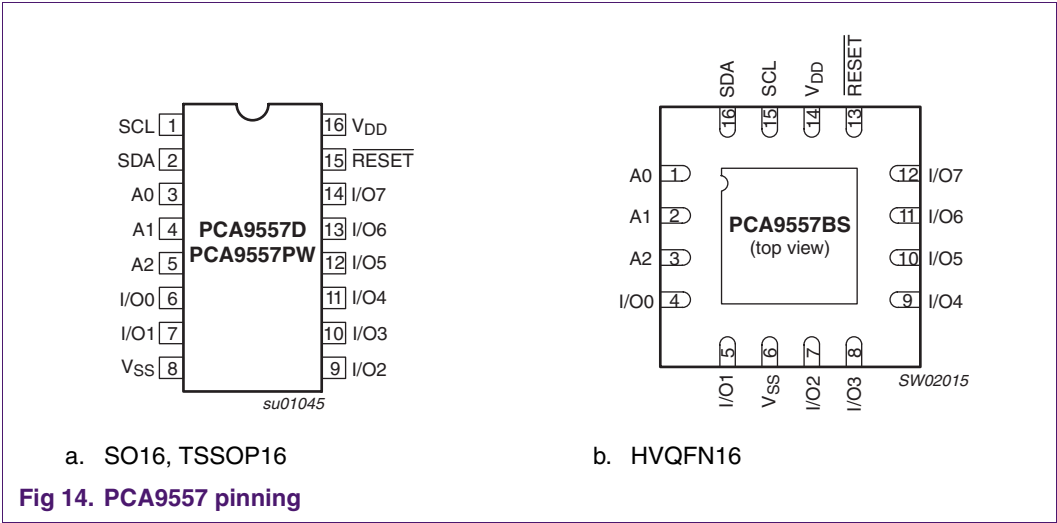 SCL 1
SDA 2
A0 3
A1 4
A2 5
I/O0 6
I/O1 7
VSS 8
PCA9557D
PCA9557PW
16 VDD
15 RESET
14 I/O7
13 I/O6
12 I/O5
11 I/O4
10 I/O3
9 I/O2
su01045
a. SO16, TSSOP16
SDA 16
SCL 15
VDD 14
RESET 13
A0 1
A1 2
A2 3
I/O0 4
PCA9557BS
(top view)
12 I/O7
11 I/O6
10 I/O5
9 I/O4
I/O1 5
VSS 6
I/O2 7
I/O3 8
SW02015
b. HVQFN16
Fig 14. PCA9557 pinning